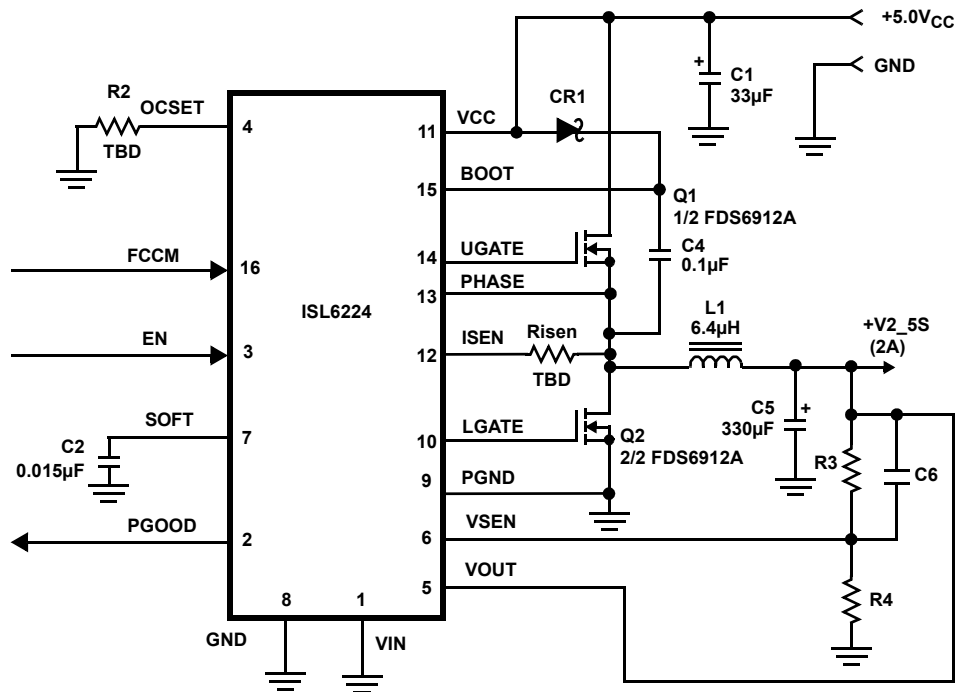 +5.0VCC
GND
C1
33µF
+
R2
OCSET
TBD
4
VCC
11
CR1
BOOT
15
Q1
1/2 FDS6912A
FCCM
16
UGATE
14
C4
0.1µF
PHASE
13
ISL6224
L1
6.4µH
+V2_5S
(2A)
EN
3
ISEN
12
Risen
TBD
SOFT
7
C2
0.015µF
LGATE
10
Q2
2/2 FDS6912A
C5
330µF
+
R3
C6
PGND
9
PGOOD
2
VSEN
6
VOUT
5
R4
8
1
GND
VIN